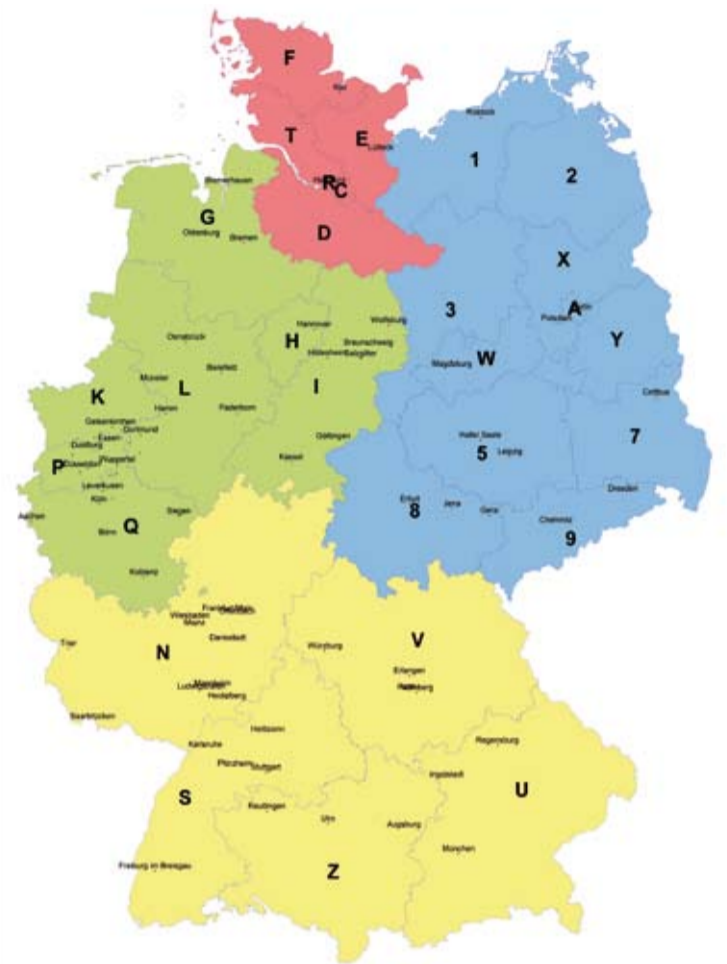 F
Kiel
T
E
Lübeck
Rostock
1
2
R
C
Bremerhaven
G
D
Oldenburg
Bremen
X
A
Potsdam
3
Wolfsburg
Hannover
H
Braunschweig
Hildesheim
Salzgitter
Y
W
Magdeburg
Osnabrück
Bielefeld
Münster
L
I
K
Hamm
Paderborn
Cottbus
Gelsenkirchen
Dortmund
Essen
Duisburg
Göttingen
Halle/ Saale
7
P
Düsseldorf
Wuppertal
Kassel
5
Leipzig
Leverkusen
Köln
Dresden
Aachen
Q
Siegen
Erfurt
Jena
Gera
8
Chemnitz
9
Bonn
Koblenz
Frankfurt/Main
Wiesbaden
Mainz
Darmstadt
V
Trier
N
Würzburg
Erlangen
Nürnberg
Mannheim
Ludwigshafen
Heidelberg
Saarbrücken
Heilbronn
Karlsruhe
Regensburg
Pforzheim
Stuttgart
Ingolstadt
S
U
Reutlingen
Ulm
Augsburg
München
Freiburg im Breisgau
Z